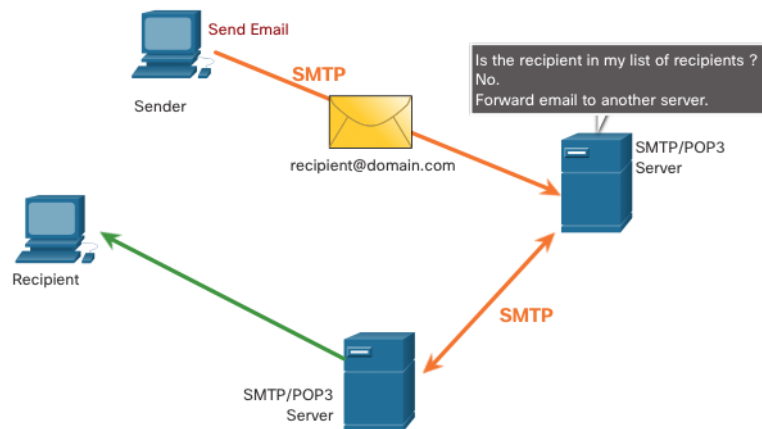 Send Email
SMTP
Sender
recipient@domain.com
Is the recipient in my list of recipients ?
No.
Forward email to another server.
SMTP/POP3
Server
Recipient
SMTP
SMTP/POP3
Server